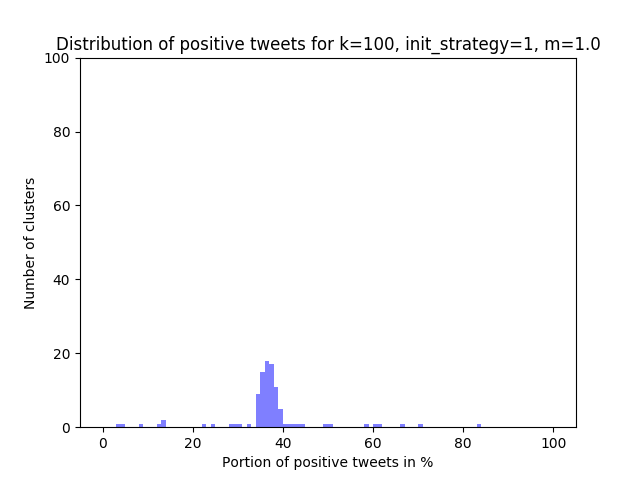 Distribution of positive tweets for k=100, init_strategy=1, m=1.0
100
80
60
40
20
0
Number of clusters
0 20 40 60 80 100
Portion of positive tweets in %